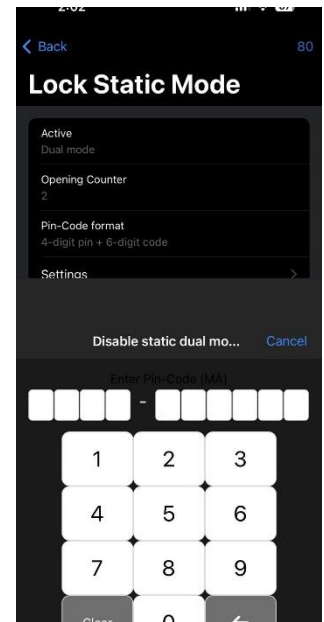 2:02
Back 80
Lock Static Mode
Active
Dual mode
Opening Counter
2
Pin-Code format
4-digit pin + 6-digit code
Settings
Disable static dual mo... Cancel
Enter Pin-Code (MA)
-
1 2 3
4 5 6
7 8 9
Clear 0